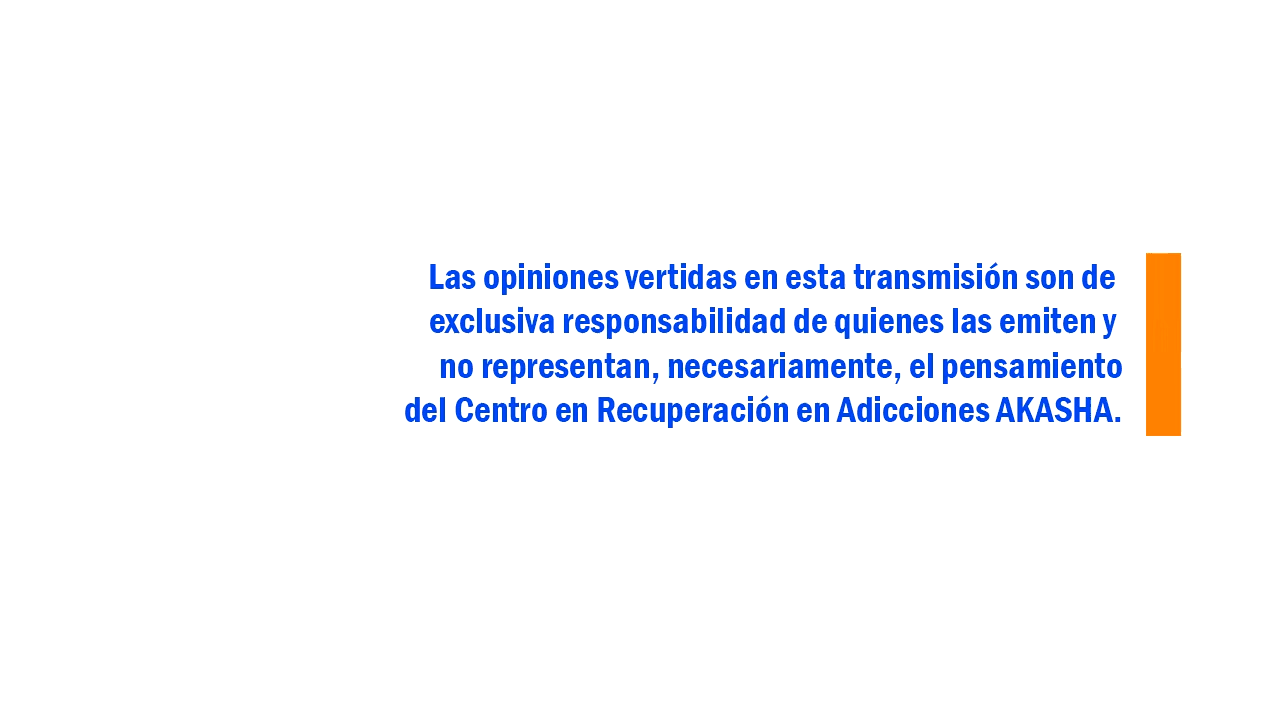 Las opiniones vertidas en esta transmisión son de
exclusiva responsabilidad de quienes las emiten y
no representan, necesariamente, el pensamiento
del Centro en Recuperación en Adicciones AKASHA.